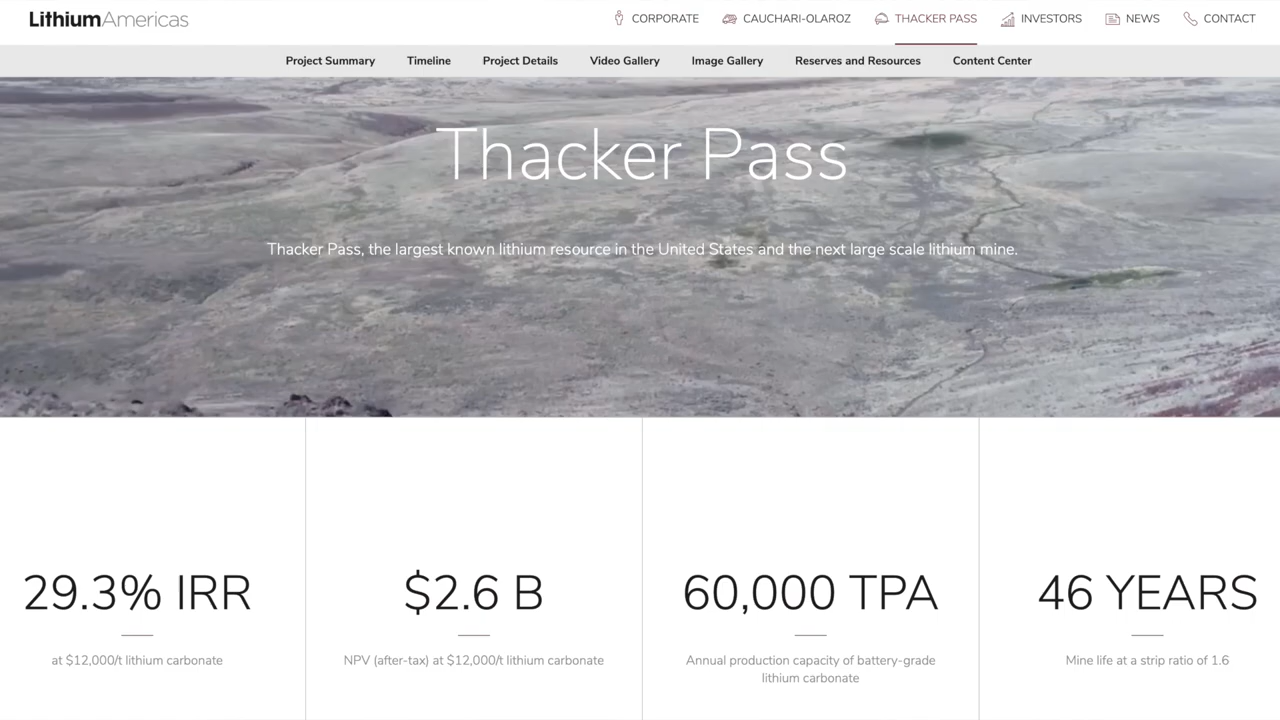 LithiumAmericas
CORPORATE CAUCHARI-OLAROZ THACKER PASS INVESTORS NEWS CONTACT
Project Summary Timeline Project Details Video Gallery Image Gallery Reserves and Resources Content Center
Thacker Pass
Thacker Pass, the largest known lithium resource in the United States and the next large scale lithium mine.
29.3% IRR
at $12,000/t lithium carbonate
$2.6 B
NPV (after-tax) at $12,000/t lithium carbonate
60,000 TPA
Annual production capacity of battery-grade
lithium carbonate
46 YEARS
Mine life at a strip ratio of 1.6